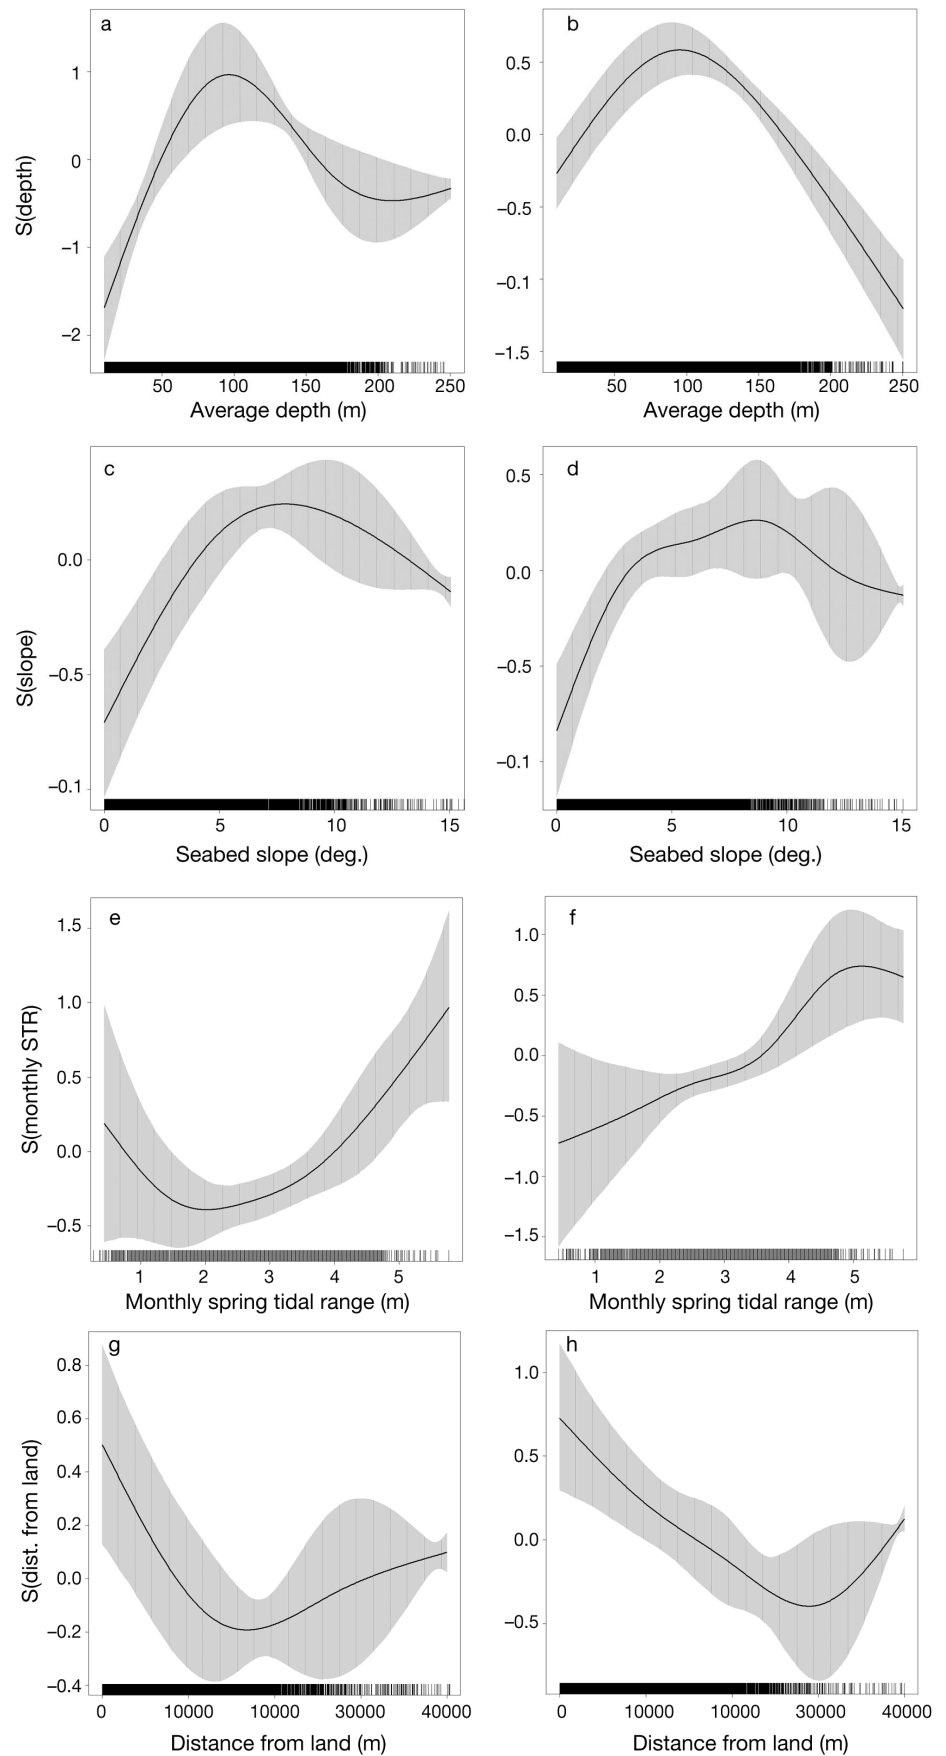 a b
1
0
−1
−2
S(depth)
0.5
0.0
−0.5
−0.1
−1.5
50 100 150 200 250 50 100 150 200 250
Average depth (m) Average depth (m)
c d
0.0
−0.5
−0.1
S(slope)
0.5
0.0
−0.5
−0.1
0 5 10 15 0 5 10 15
Seabed slope (deg.) Seabed slope (deg.)
e f
1.5
1.0
0.5
0.0
−0.5
S(monthly STR)
1.0
0.5
0.0
−0.5
−1.0
−1.5
1 2 3 4 5 1 2 3 4 5
Monthly spring tidal range (m) Monthly spring tidal range (m)
g h
0.8
0.6
0.4
0.2
0.0
−0.2
−0.4
S(dist. from land)
1.0
0.5
0.0
−0.5
0 10000 10000 30000 40000 0 10000 10000 30000 40000
Distance from land (m) Distance from land (m)